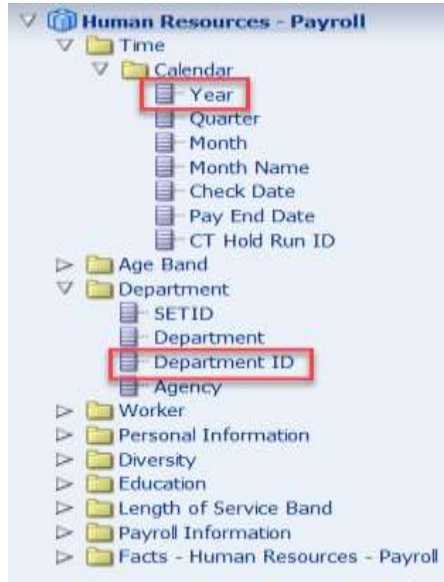 Human Resources - Payroll
Time
Calendar
Year
Quarter
Month
Month Name
Check Date
Pay End Date
CT Hold Run ID
Age Band
Department
SETID
Department
Department ID
Agency
Worker
Personal Information
Diversity
Education
Length of Service Band
Payroll Information
Facts - Human Resources - Payroll